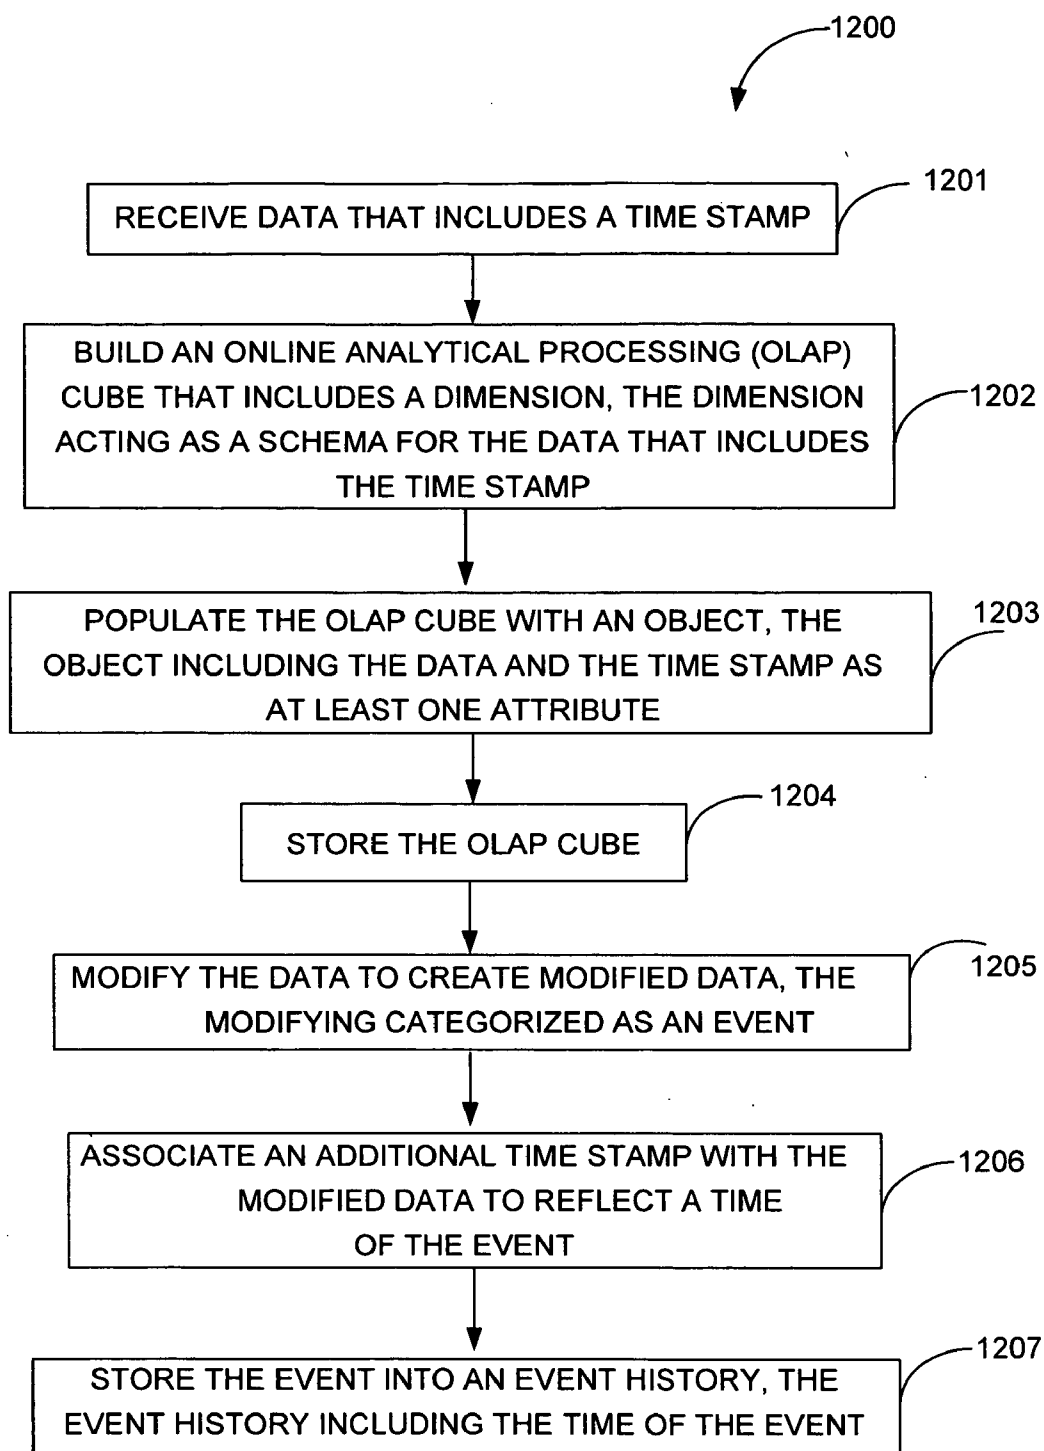 1200
1201
RECEIVE DATA THAT INCLUDES A TIME STAMP
BUILD AN ONLINE ANALYTICAL PROCESSING (OLAP)
CUBE THAT INCLUDES A DIMENSION, THE DIMENSION
ACTING AS A SCHEMA FOR THE DATA THAT INCLUDES
THE TIME STAMP
1202
POPULATE THE OLAP CUBE WITH AN OBJECT, THE
OBJECT INCLUDING THE DATA AND THE TIME STAMP AS
AT LEAST ONE ATTRIBUTE
1203
1204
STORE THE OLAP CUBE
MODIFY THE DATA TO CREATE MODIFIED DATA, THE
MODIFYING CATEGORIZED AS AN EVENT
1205
ASSOCIATE AN ADDITIONAL TIME STAMP WITH THE
MODIFIED DATA TO REFLECT A TIME
OF THE EVENT
1206
1207
STORE THE EVENT INTO AN EVENT HISTORY, THE
EVENT HISTORY INCLUDING THE TIME OF THE EVENT